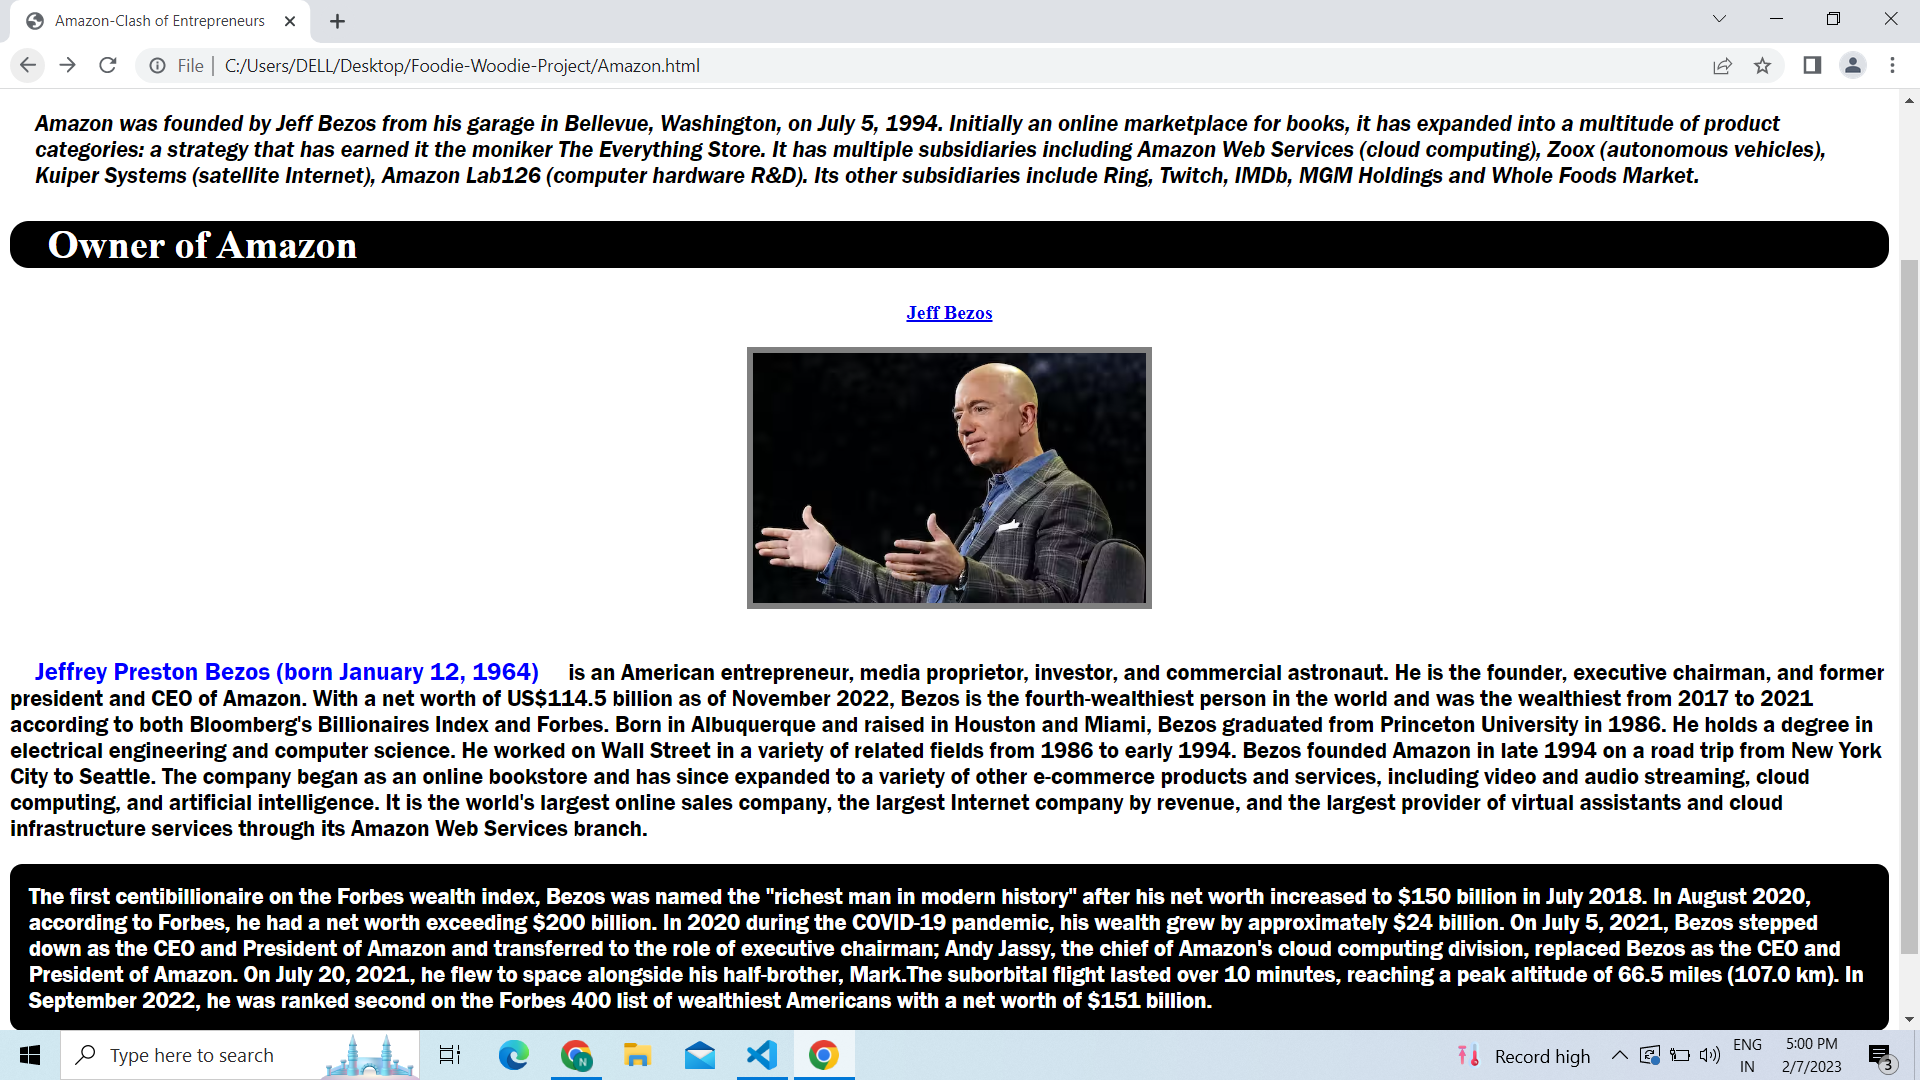 Amazon-Clash of Entrepreneurs
File
C:/Users/DELL/Desktop/Foodie-Woodie-Project/Amazon.html
Amazon was founded by Jeff Bezos from his garage in Bellevue, Washington, on July 5, 1994. Initially an online marketplace for books, it has expanded into a multitude of product
categories: a strategy that has earned it the moniker The Everything Store. It has multiple subsidiaries including Amazon Web Services (cloud computing), Zoox (autonomous vehicles),
Kuiper Systems (satellite Internet), Amazon Lab126 (computer hardware R&D). Its other subsidiaries include Ring, Twitch, IMDb, MGM Holdings and Whole Foods Market.
Owner of Amazon
Jeff Bezos
Jeffrey Preston Bezos (born January 12, 1964) is an American entrepreneur, media proprietor, investor, and commercial astronaut. He is the founder, executive chairman, and former
president and CEO of Amazon. With a net worth of US$114.5 billion as of November 2022, Bezos is the fourth-wealthiest person in the world and was the wealthiest from 2017 to 2021
according to both Bloomberg's Billionaires Index and Forbes. Born in Albuquerque and raised in Houston and Miami, Bezos graduated from Princeton University in 1986. He holds a degree in
electrical engineering and computer science. He worked on Wall Street in a variety of related fields from 1986 to early 1994. Bezos founded Amazon in late 1994 on a road trip from New York
City to Seattle. The company began as an online bookstore and has since expanded to a variety of other e-commerce products and services, including video and audio streaming, cloud
computing, and artificial intelligence. It is the world's largest online sales company, the largest Internet company by revenue, and the largest provider of virtual assistants and cloud
infrastructure services through its Amazon Web Services branch.
The first centibillionaire on the Forbes wealth index, Bezos was named the "richest man in modern history" after his net worth increased to $150 billion in July 2018. In August 2020,
according to Forbes, he had a net worth exceeding $200 billion. In 2020 during the COVID-19 pandemic, his wealth grew by approximately $24 billion. On July 5, 2021, Bezos stepped
down as the CEO and President of Amazon and transferred to the role of executive chairman; Andy Jassy, the chief of Amazon's cloud computing division, replaced Bezos as the CEO and
President of Amazon. On July 20, 2021, he flew to space alongside his half-brother, Mark.The suborbital flight lasted over 10 minutes, reaching a peak altitude of 66.5 miles (107.0 km). In
September 2022, he was ranked second on the Forbes 400 list of wealthiest Americans with a net worth of $151 billion.
Type here to search
N
Record high
ENG
IN
5:00 PM
2/7/2023
3